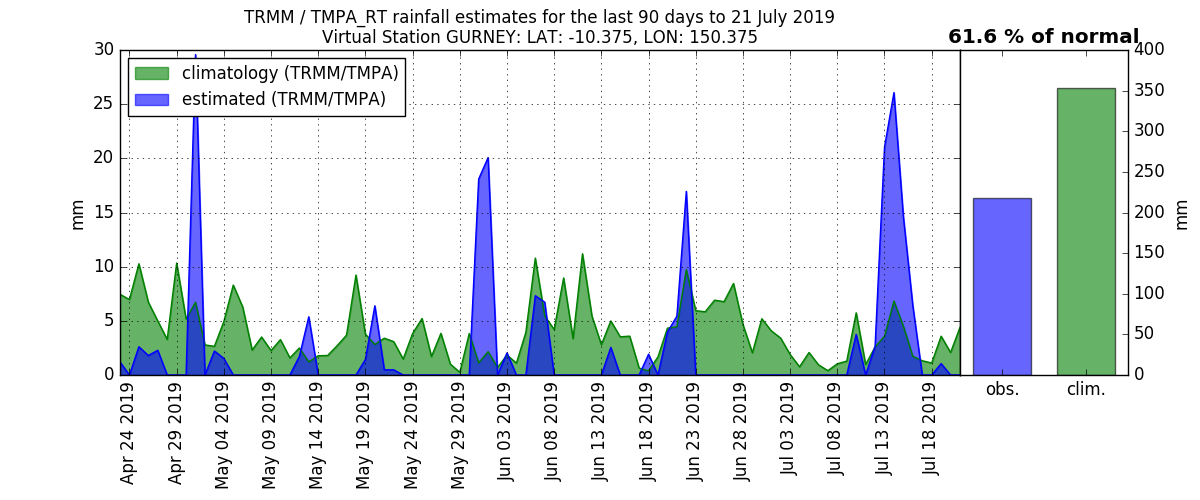 TRMM / TMPA_RT rainfall estimates for the last 90 days to 21 July 2019
Virtual Station GURNEY: LAT: -10.375, LON: 150.375
61.6 % of normal
climatology (TRMM/TMPA)
estimated (TRMM/TMPA)
mm
30
25
20
15
10
5
0
Apr 24 2019
Apr 29 2019
May 04 2019
May 09 2019
May 14 2019
May 19 2019
May 24 2019
May 29 2019
Jun 03 2019
Jun 08 2019
Jun 13 2019
Jun 18 2019
Jun 23 2019
Jun 28 2019
Jul 03 2019
Jul 08 2019
Jul 13 2019
Jul 18 2019
obs.
clim.
400
350
300
250
200
150
100
50
0
mm